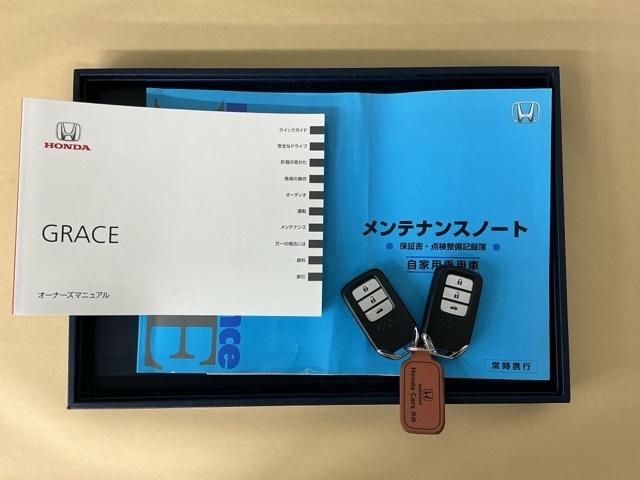 HONDA
GRACE
オーナーズマニュアル
クイックガイド
安全なドライブ
計器の見かた
各部の操作
オーディオ
運転
メンテナンス
万一の場合には
資料
索引
メンテナンスノート
保証書・点検整備記録簿
自家用乗用車
常時携行
nce
E
HONDA
Honda Cars